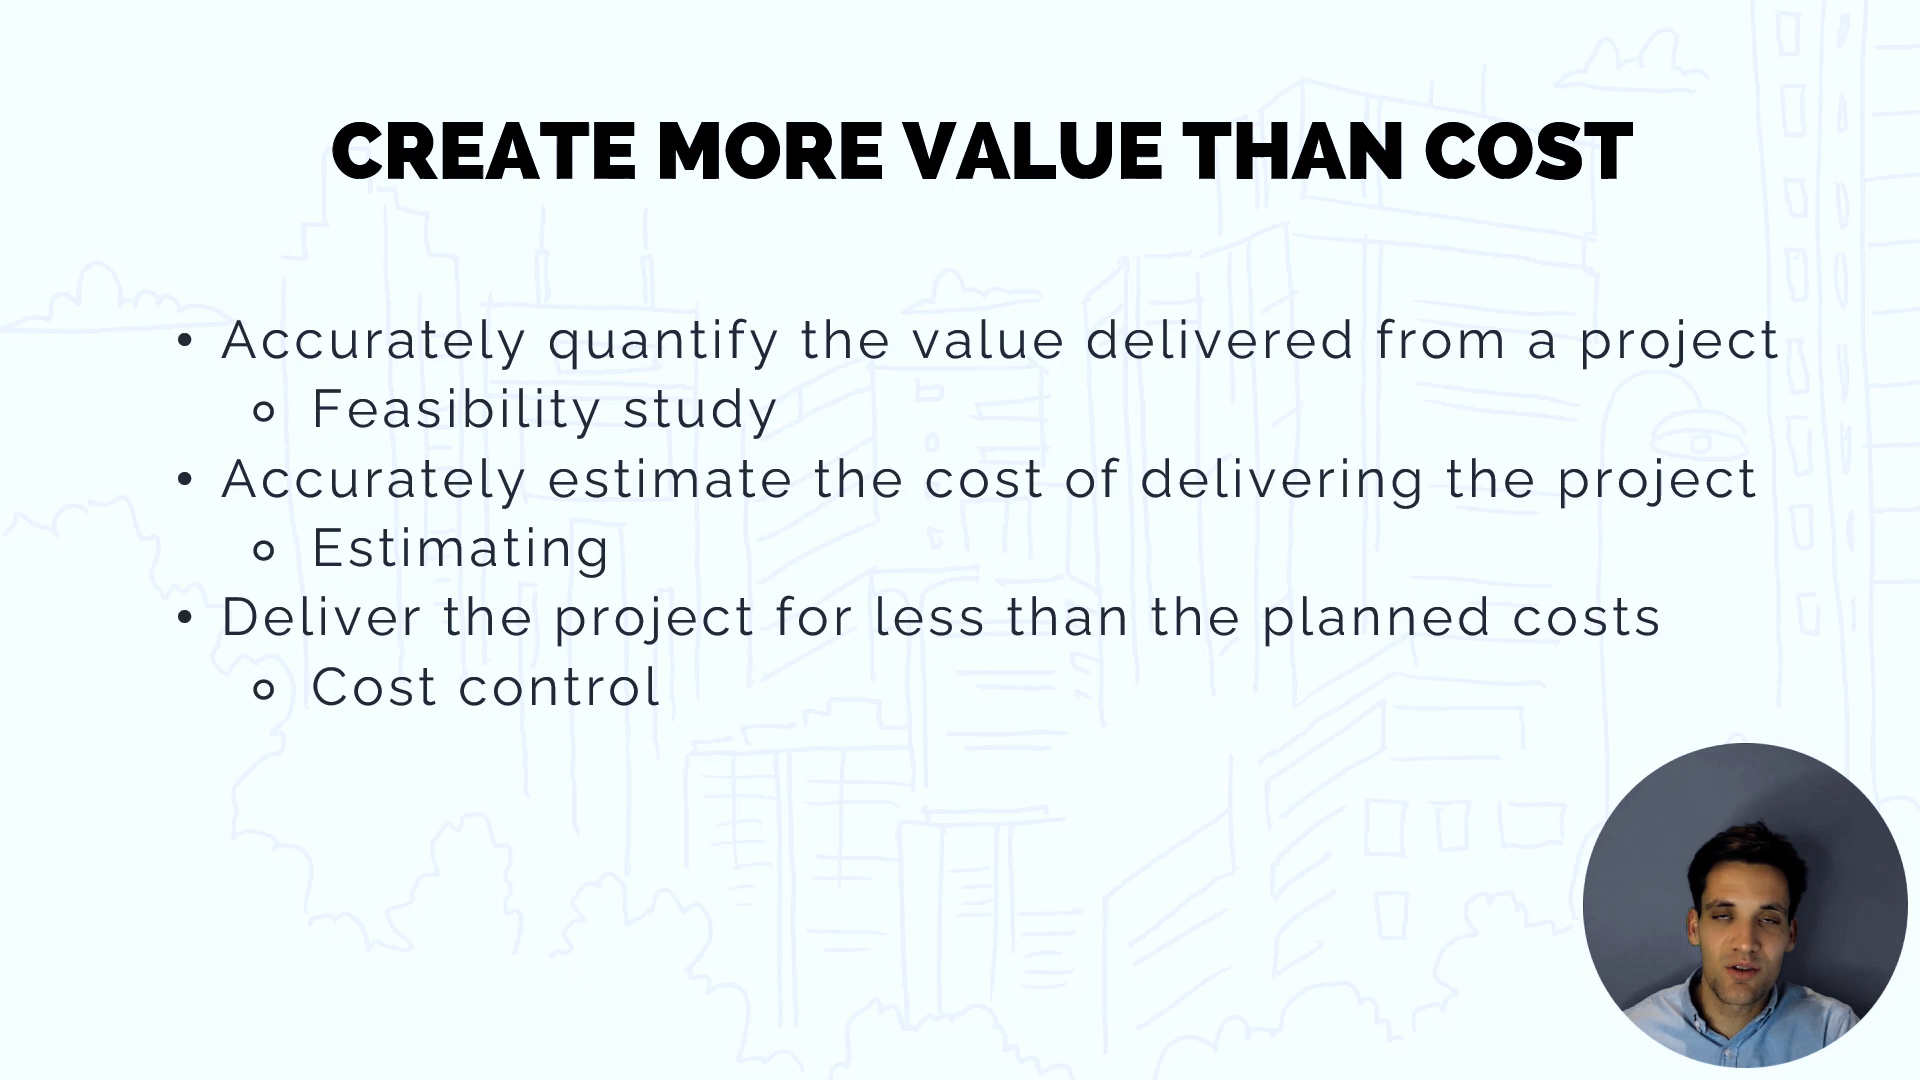 CREATE MORE VALUE THAN COST
• Accurately quantify the value delivered from a project
Feasibility study
• Accurately estimate the cost of delivering the project
Estimating
• Deliver the project for less than the planned costs
Cost control